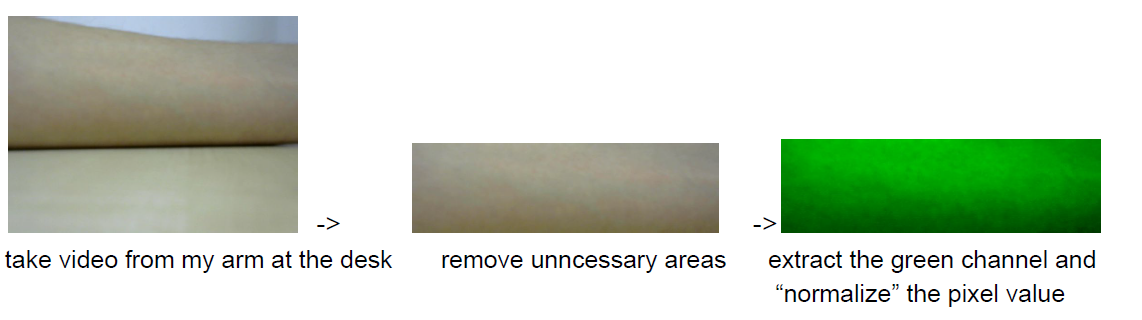 ->
->
take video from my arm at the desk
remove unncessary areas
extract the green channel and
“normalize” the pixel value